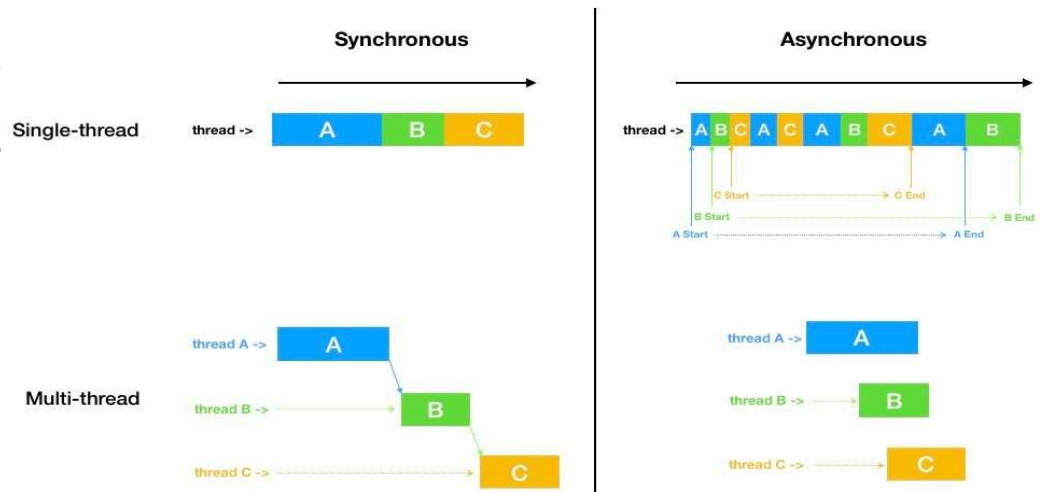 Synchronous
Asynchronous
Single-thread
thread ->
A B C
thread ->
A B C A C A B C A B
C Start
C End
B Start
B End
A Start
A End
Multi-thread
thread A ->
A
thread B ->
B
thread C ->
C
thread A ->
A
thread B ->
B
thread C ->
C